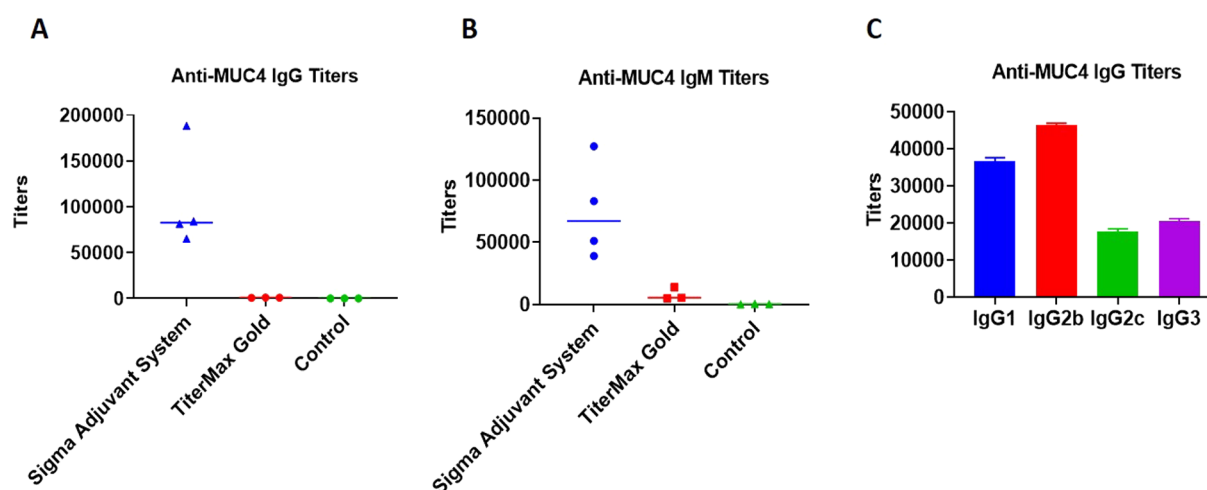 A
Anti-MUC4 IgG Titers
Titers
200000
150000
100000
50000
0
Sigma Adjuvant System
TiterMax Gold
Control
B
Anti-MUC4 IgM Titers
Titers
150000
100000
50000
0
Sigma Adjuvant System
TiterMax Gold
Control
C
Anti-MUC4 IgG Titers
Titers
50000
40000
30000
20000
10000
0
IgG1 IgG2b IgG2c IgG3